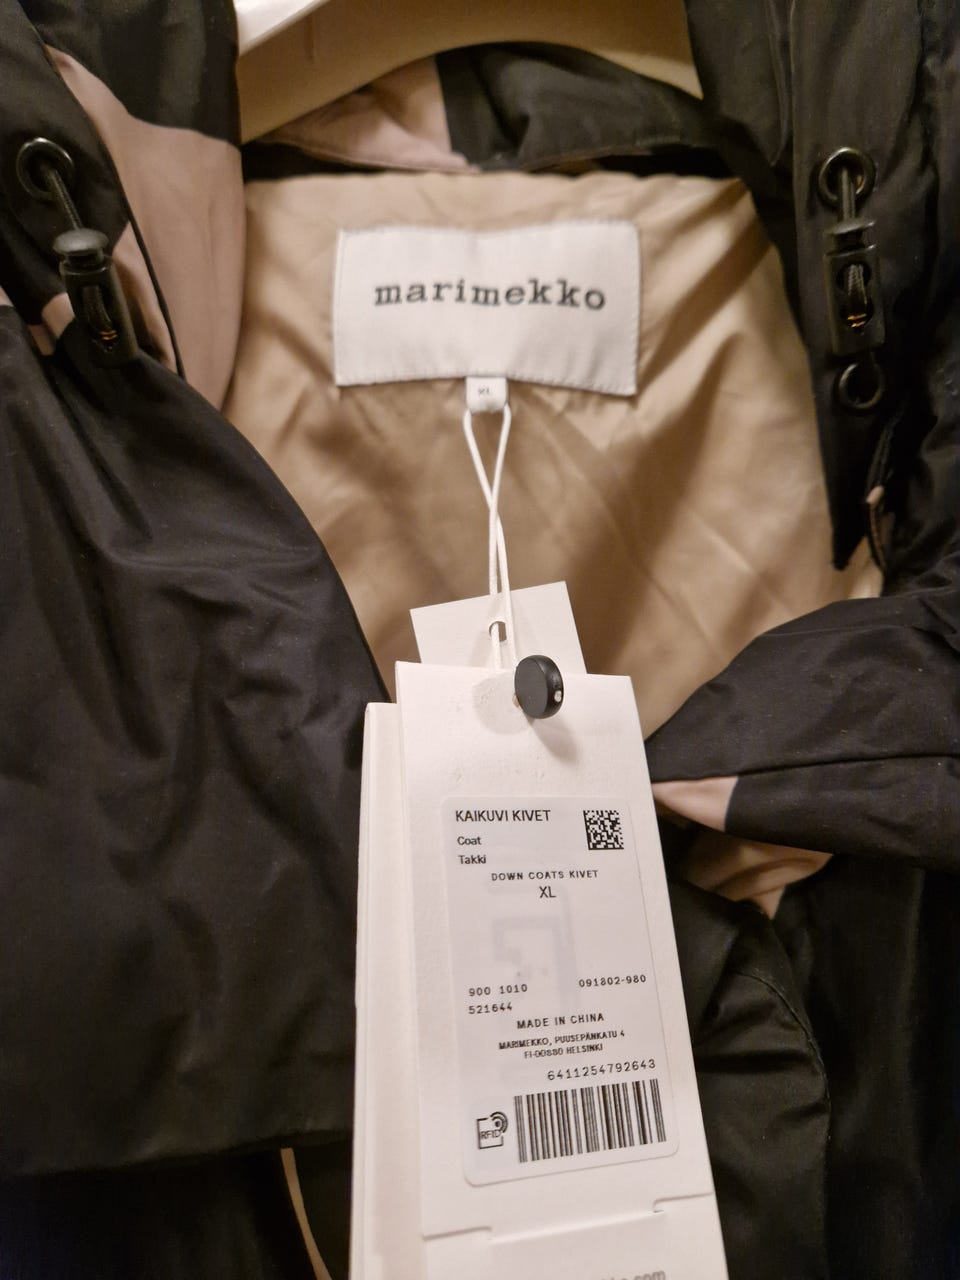 marimekko
XL
KAIKUVI KIVET
Coat
Takki
DOWN COATS KIVET
XL
900 1010 091802-980
521644
MADE IN CHINA
MARIMEKKO, PUUSEPÄNKATU 4
FI-00880 HELSINKI
6411254792643
RFID